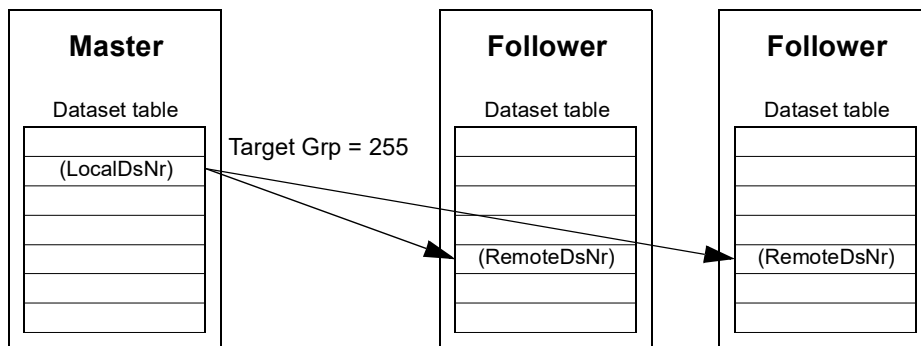 Master
Follower
Follower
Dataset table
Dataset table
Dataset table
Target Grp = 255
(LocalDsNr)
(RemoteDsNr)
(RemoteDsNr)